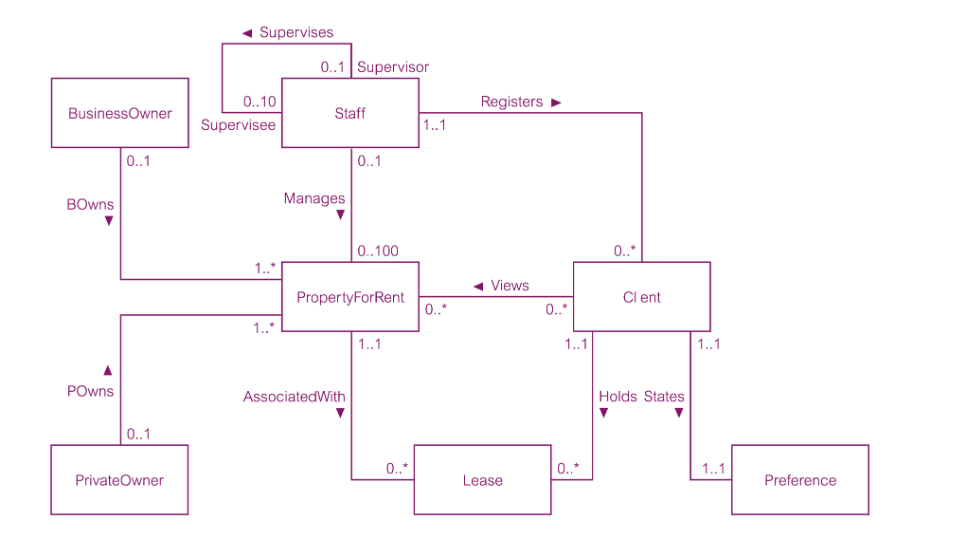 ◄ Supervises
0..1 Supervisor
0..10
Supervisee
Staff
BusinessOwner
Registers ►
1..1
0..1
0..1
BOwns
▼
Manages
▼
0..100
0..*
1..*
PropertyForRent
◄ Views
Cl ent
0..*
0..*
1..*
1..1
1..1
1..1
▲
POwns
AssociatedWith
▼
Holds
▼
States
▼
0..1
0..*
0..*
1..1
PrivateOwner
Lease
Preference